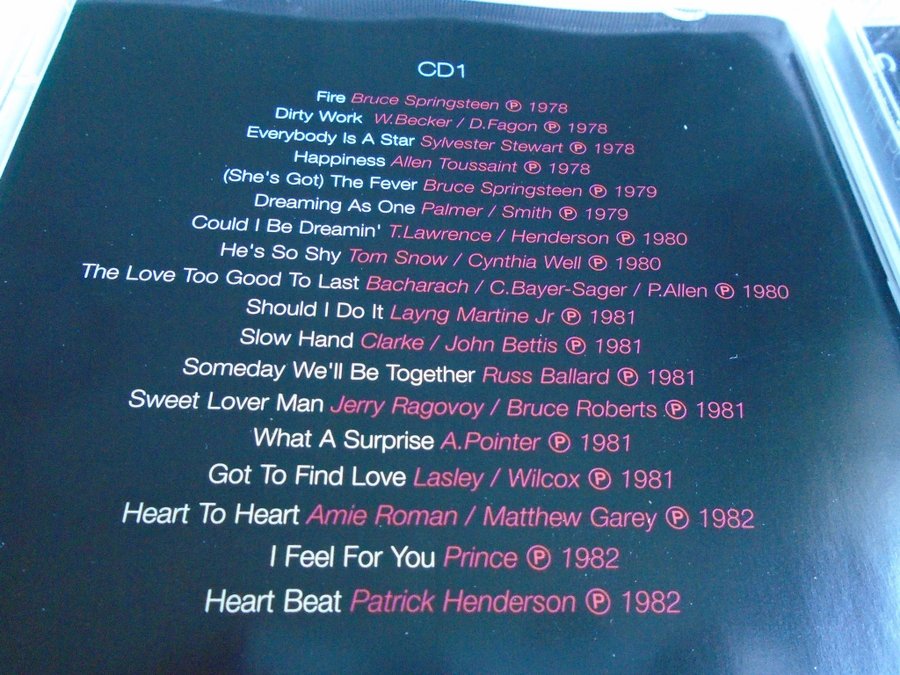 CD1
Fire Bruce Springsteen Ⓟ 1978
Dirty Work W.Becker / D.Fagon Ⓟ 1978
Everybody Is A Star Sylvester Stewart Ⓟ 1978
Happiness Allen Toussaint Ⓟ 1978
(She's Got) The Fever Bruce Springsteen Ⓟ 1979
Dreaming As One Palmer / Smith Ⓟ 1979
Could I Be Dreamin' T.Lawrence / Henderson Ⓟ 1980
He's So Shy Tom Snow / Cynthia Well Ⓟ 1980
The Love Too Good To Last Bacharach / C.Bayer-Sager / P.Allen Ⓟ 1980
Should I Do It Layng Martine Jr Ⓟ 1981
Slow Hand Clarke / John Bettis Ⓟ 1981
Someday We'll Be Together Russ Ballard Ⓟ 1981
Sweet Lover Man Jerry Ragovoy / Bruce Roberts Ⓟ 1981
What A Surprise A.Pointer Ⓟ 1981
Got To Find Love Lasley / Wilcox Ⓟ 1981
Heart To Heart Amie Roman / Matthew Garey Ⓟ 1982
I Feel For You Prince Ⓟ 1982
Heart Beat Patrick Henderson Ⓟ 1982